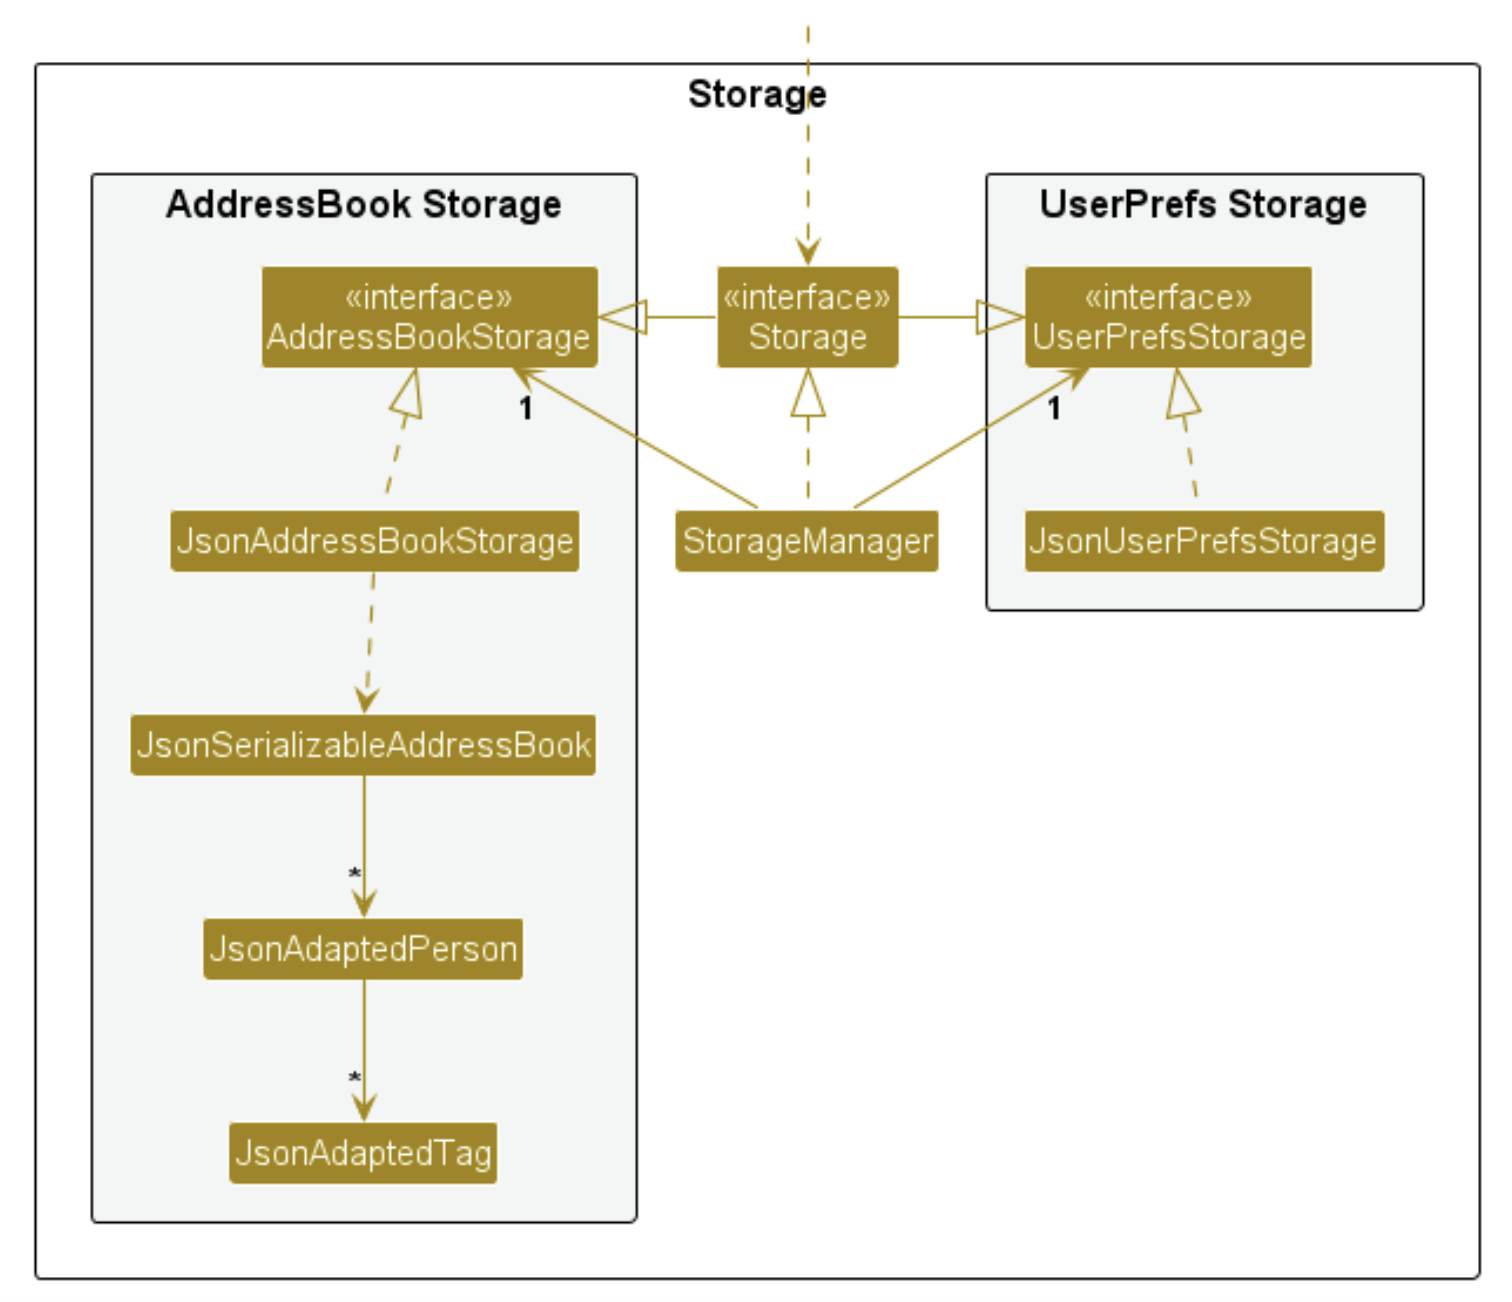 Storage
AddressBook Storage
UserPrefs Storage
«interface»
AddressBookStorage
«interface»
Storage
«interface»
UserPrefsStorage
1
1
JsonAddressBookStorage
StorageManager
JsonUserPrefsStorage
JsonSerializableAddressBook
*
JsonAdaptedPerson
*
JsonAdaptedTag